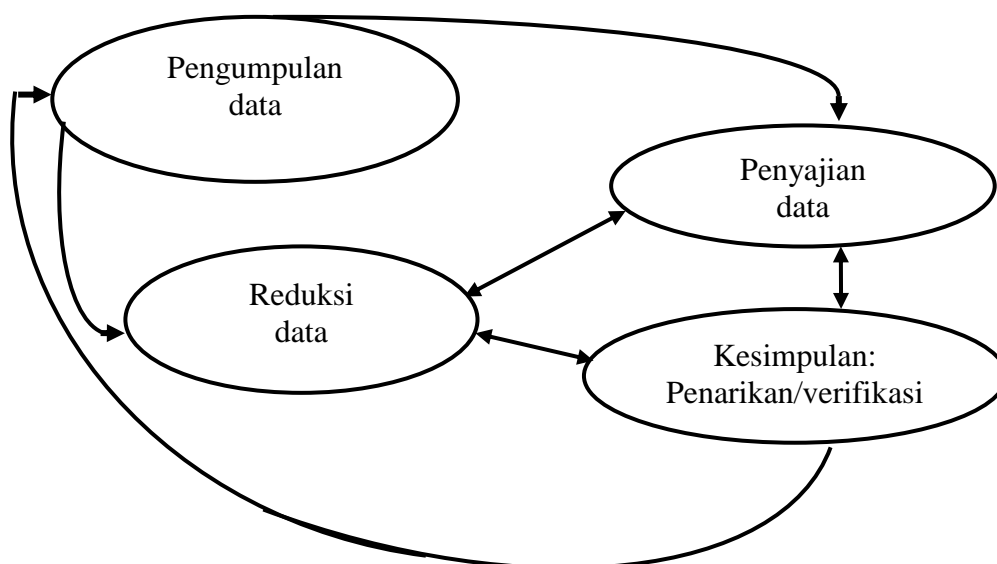 Pengumpulan
data
Penyajian
data
Reduksi
data
Kesimpulan:
Penarikan/verifikasi